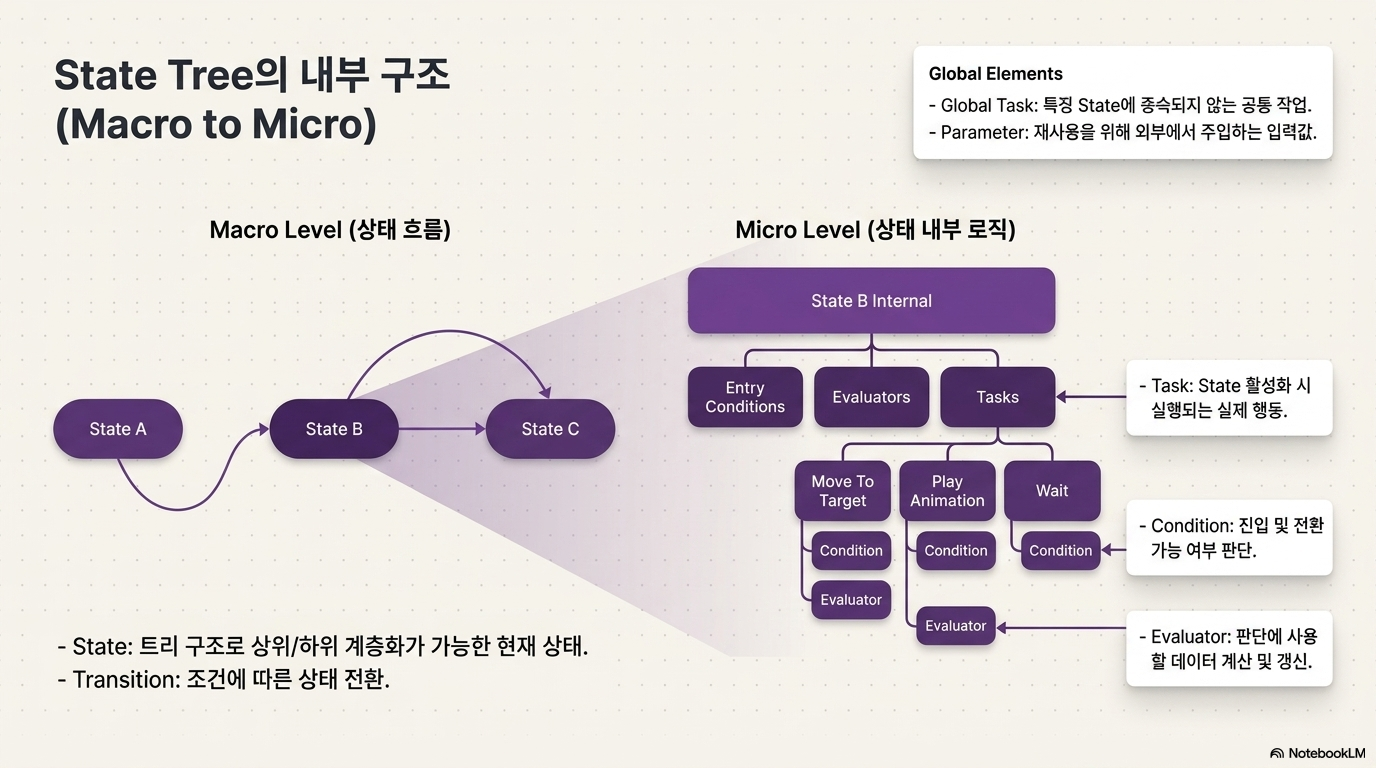 State Tree의 내부 구조
(Macro to Micro)
Global Elements
- Global Task: 특징 State에 종속되지 않는 공통 작업.
- Parameter: 재사용을 위해 외부에서 주입하는 입력값.
Macro Level (상태 흐름)
State A
State B
State C
- State: 트리 구조로 상위/하위 계층화가 가능한 현재 상태.
- Transition: 조건에 따른 상태 전환.
Micro Level (상태 내부 로직)
State B Internal
Entry
Conditions
Evaluators
Tasks
- Task: State 활성화 시
실행되는 실제 행동.
Move To
Target
Play
Animation
Wait
Condition
Condition
Condition
- Condition: 진입 및 전환
가능 여부 판단.
Evaluator
Evaluator
- Evaluator: 판단에 사용
할 데이터 계산 및 갱신.
NotebookLM